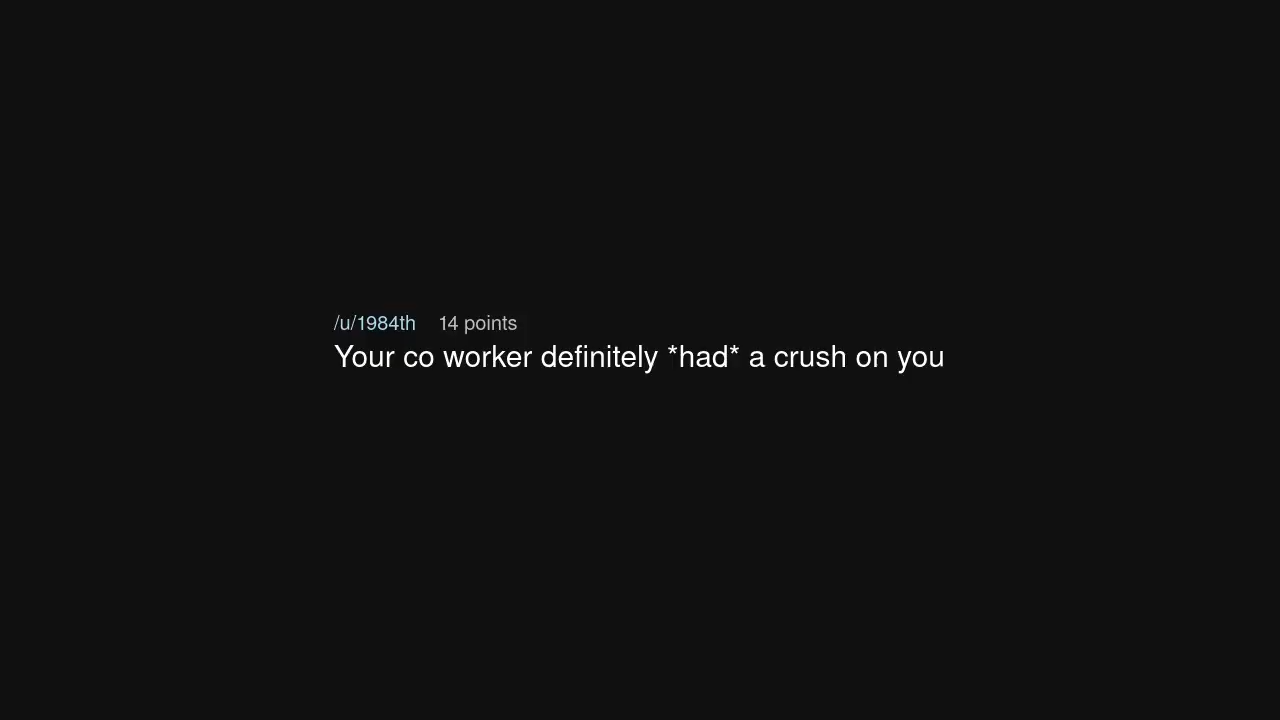 /u/1984th 14 points
Your co worker definitely *had* a crush on you